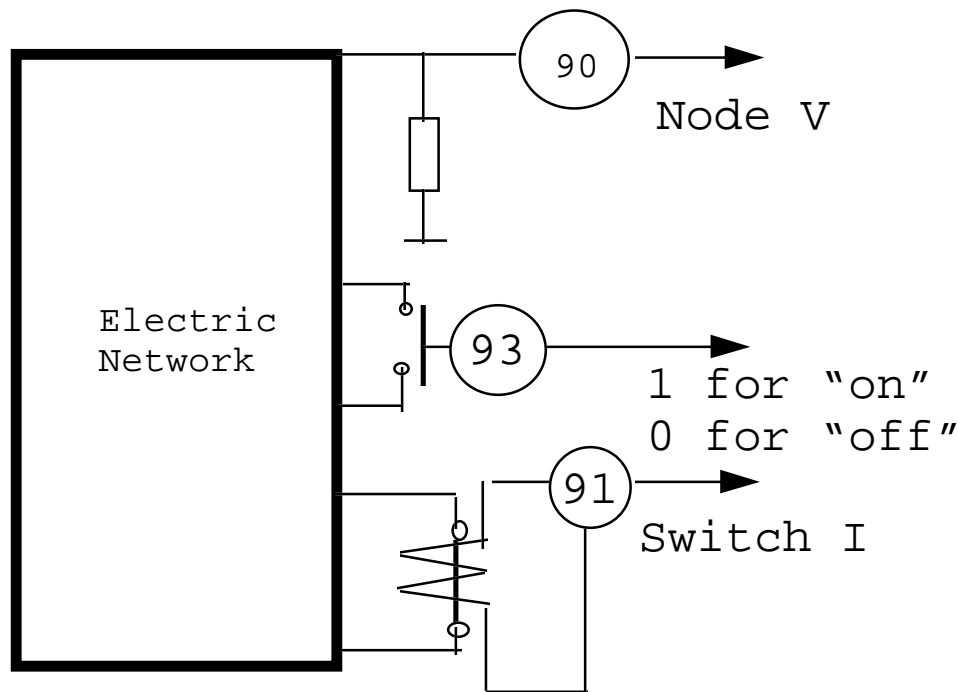 90
Node V
Electric
Network
93
1 for “on”
0 for “off”
91
Switch I